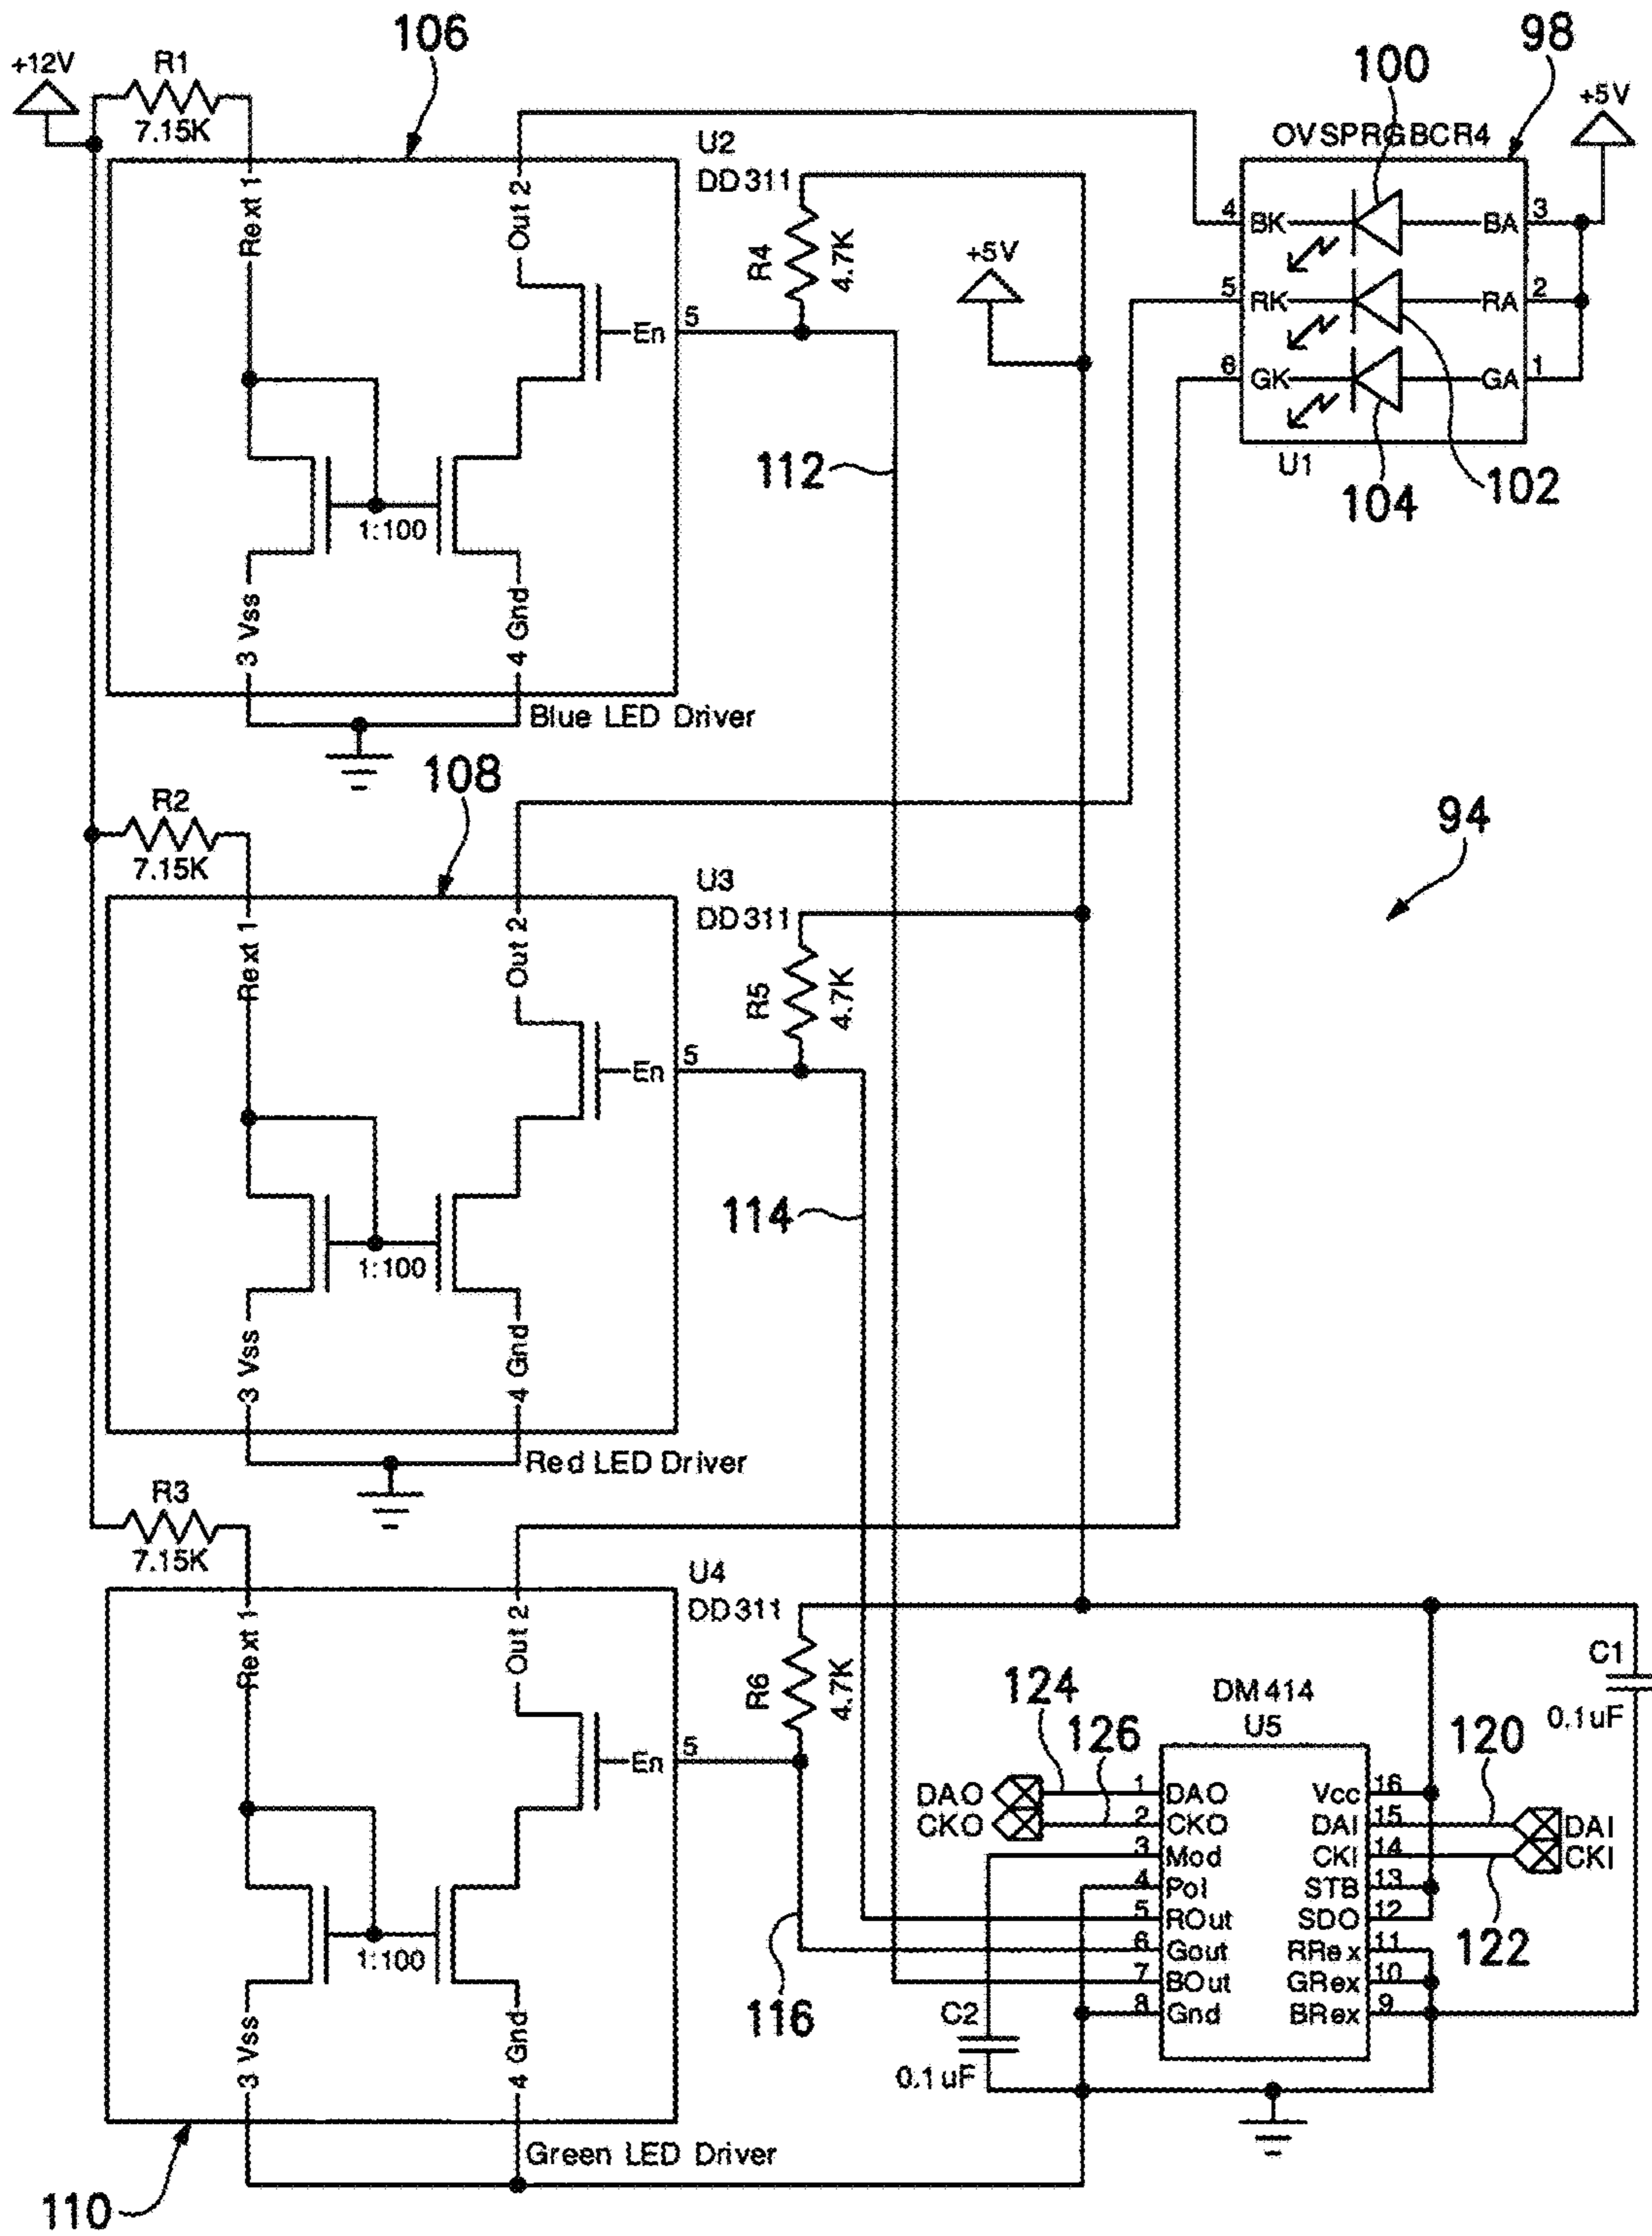 106
98
100
+12V
R1
7.15K
+5V
OVSPRGBCR4
U2
DD311
Rext 1
Out 2
R4
4.7K
+5V
4 BK
BA 3
5 RK
RA 2
6 GK
GA 1
En 5
U1
104
102
112
1:100
3 Vss
4 Gnd
Blue LED Driver
108
R2
7.15K
94
U3
DD311
Rext 1
Out 2
R5
4.7K
En 5
114
1:100
3 Vss
4 Gnd
Red LED Driver
R3
7.15K
U4
DD311
Rext 1
Out 2
R6
4.7K
En 5
C1
0.1uF
124
126
DM414
U5
120
DAO
CKO
1 DAO
2 CKO
3 Mod
4 Pol
5 ROut
6 Gout
7 BOut
8 Gnd
Vcc 16
DAI 15
CKI 14
STB 13
SDO 12
RRex 11
GRex 10
BRex 9
DAI
CKI
122
116
C2
0.1uF
1:100
3 Vss
4 Gnd
Green LED Driver
110